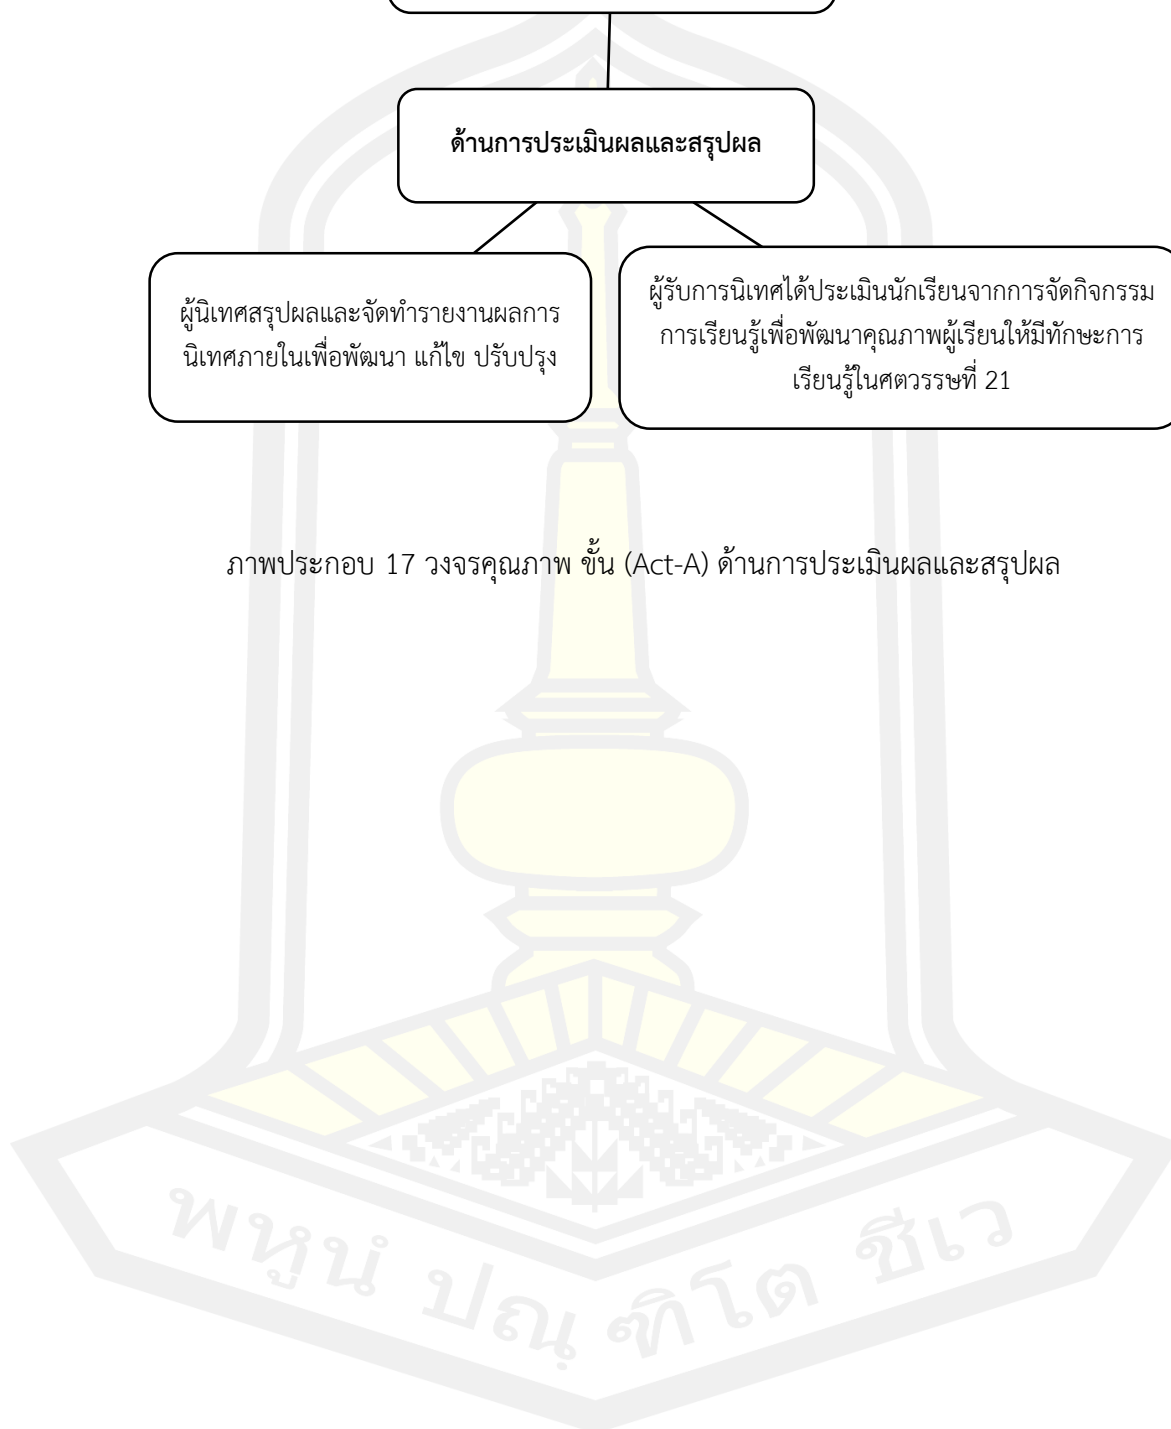 ด้านการประเมินผลและสรุปผล
ผู้นิเทศสรุปผลและจัดทำรายงานผลการ
นิเทศภายในเพื่อพัฒนา แก้ไข ปรับปรุง
ผู้รับการนิเทศได้ประเมินนักเรียนจากการจัดกิจกรรม
การเรียนรู้เพื่อพัฒนาคุณภาพผู้เรียนให้มีทักษะการ
เรียนรู้ในศตวรรษที่ 21
ภาพประกอบ 17 วงจรคุณภาพ ขั้น (Act-A) ด้านการประเมินผลและสรุปผล
พหูนํ ปณฺฑิโต ชีเว